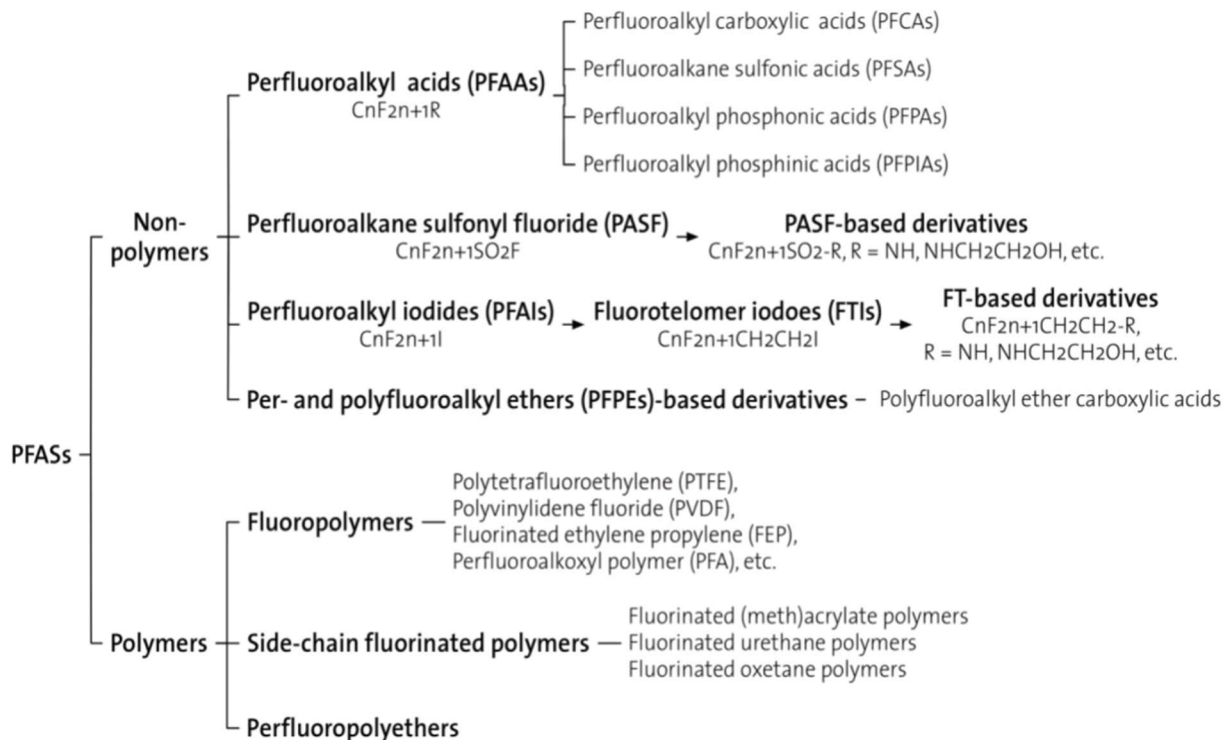 Perfluoroalkyl carboxylic acids (PFCAs)
Perfluoroalkane sulfonic acids (PFSAs)
Perfluoroalkyl acids (PFAAs)
CnF2n+1R
Perfluoroalkyl phosphonic acids (PFPAs)
Perfluoroalkyl phosphinic acids (PFPIAs)
Non-
polymers
Perfluoroalkane sulfonyl fluoride (PASF)
CnF2n+1SO2F
PASF-based derivatives
CnF2n+1SO2-R, R = NH, NHCH2CH2OH, etc.
Perfluoroalkyl iodides (PFAIs)
CnF2n+1I
Fluorotelomer iodoes (FTIs)
CnF2n+1CH2CH2I
FT-based derivatives
CnF2n+1CH2CH2-R,
R = NH, NHCH2CH2OH, etc.
Per- and polyfluoroalkyl ethers (PFPEs)-based derivatives – Polyfluoroalkyl ether carboxylic acids
PFASs
Polytetrafluoroethylene (PTFE),
Polyvinylidene fluoride (PVDF),
Fluoropolymers
Fluorinated ethylene propylene (FEP),
Perfluoroalkoxyl polymer (PFA), etc.
Polymers
Side-chain fluorinated polymers
Fluorinated (meth)acrylate polymers
Fluorinated urethane polymers
Fluorinated oxetane polymers
Perfluoropolyethers